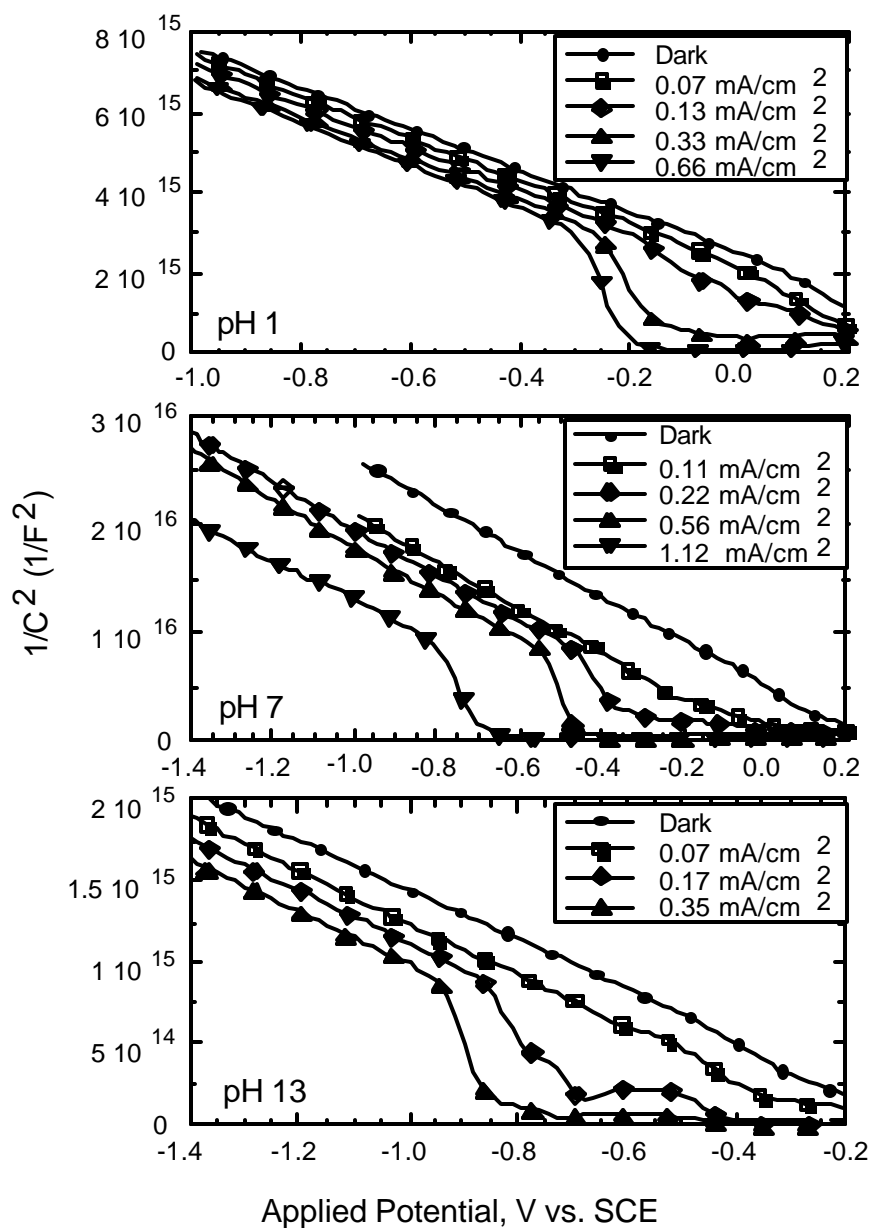 8 10 15
6 10 15
4 10 15
2 10 15
0
Dark
0.07 mA/cm 2
0.13 mA/cm 2
0.33 mA/cm 2
0.66 mA/cm 2
pH 1
-1.0 -0.8 -0.6 -0.4 -0.2 0.0 0.2
3 10 16
2 10 16
1 10 16
0
Dark
0.11 mA/cm 2
0.22 mA/cm 2
0.56 mA/cm 2
1.12 mA/cm 2
pH 7
-1.4 -1.2 -1.0 -0.8 -0.6 -0.4 -0.2 0.0 0.2
1/C2 (1/F2)
2 10 15
1.5 10 15
1 10 15
5 10 14
0
Dark
0.07 mA/cm 2
0.17 mA/cm 2
0.35 mA/cm 2
pH 13
-1.4 -1.2 -1.0 -0.8 -0.6 -0.4 -0.2
Applied Potential, V vs. SCE